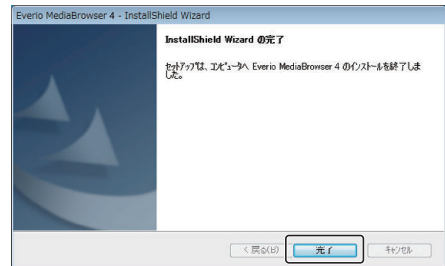 Everio MediaBrowser 4 - InstallShield Wizard
InstallShield Wizard の完了
セットアップは、コンピュータへ Everio MediaBrowser 4 のインストールを終了しま
した。
< 戻る(B)
完了
キャンセル